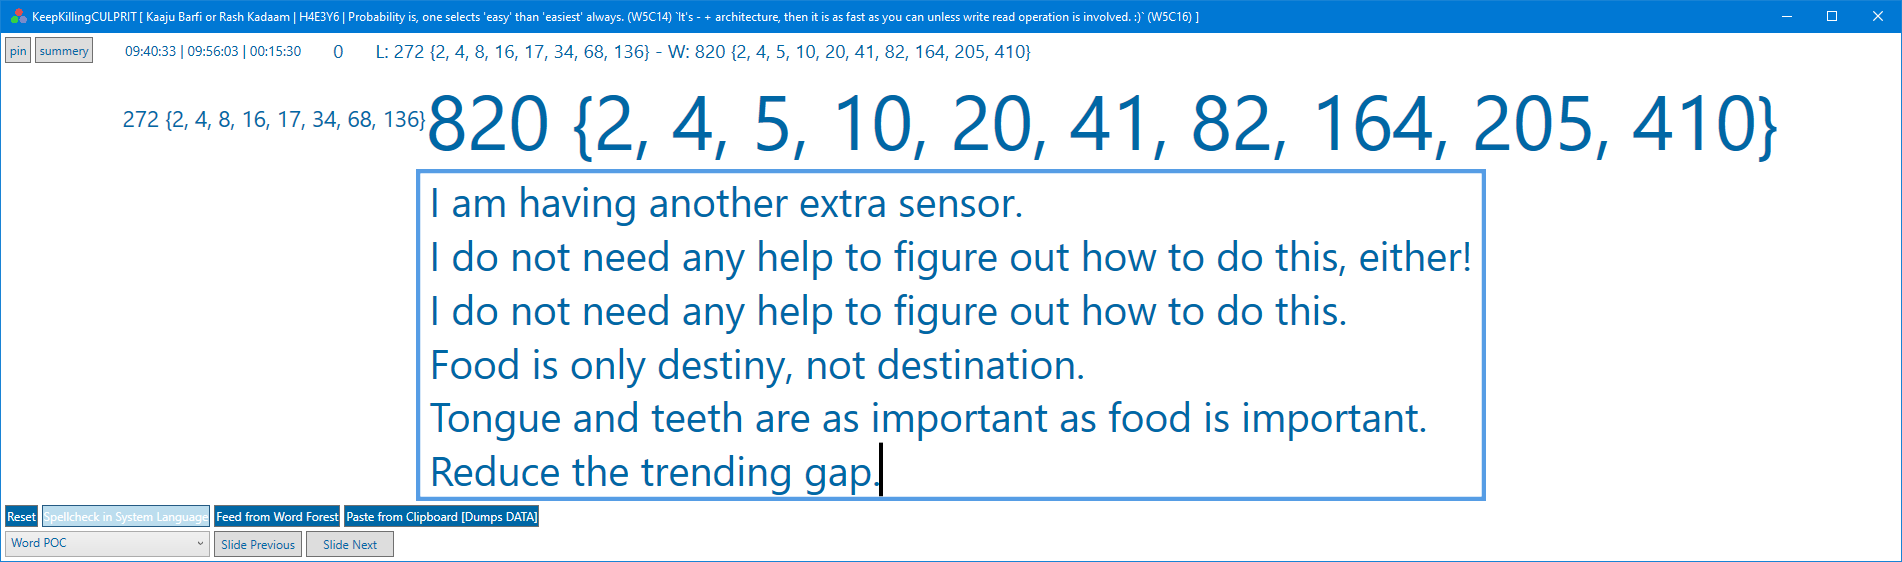 KeepKillingCULPRIT [ Kaaju Barfi or Rash Kadaam | H4E3Y6 | Probability is, one selects 'easy' than 'easiest' always. (W5C14) `It's - + architecture, then it is as fast as you can unless write read operation is involved. :)` (W5C16) ]
pin summery 09:40:33 | 09:56:03 | 00:15:30 0 L: 272 {2, 4, 8, 16, 17, 34, 68, 136} - W: 820 {2, 4, 5, 10, 20, 41, 82, 164, 205, 410}
272 {2, 4, 8, 16, 17, 34, 68, 136} 820 {2, 4, 5, 10, 20, 41, 82, 164, 205, 410}
I am having another extra sensor.
I do not need any help to figure out how to do this, either!
I do not need any help to figure out how to do this.
Food is only destiny, not destination.
Tongue and teeth are as important as food is important.
Reduce the trending gap.
Reset Spellcheck in System Language Feed from Word Forest Paste from Clipboard [Dumps DATA]
Word POC Slide Previous Slide Next